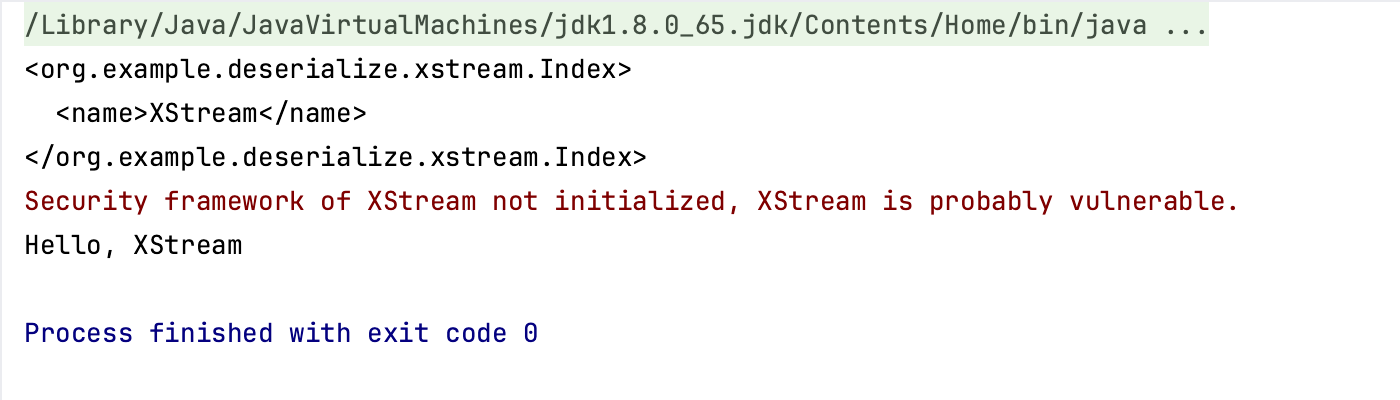 /Library/Java/JavaVirtualMachines/jdk1.8.0_65.jdk/Contents/Home/bin/java ...
<org.example.deserialize.xstream.Index>
  <name>XStream</name>
</org.example.deserialize.xstream.Index>
Security framework of XStream not initialized, XStream is probably vulnerable.
Hello, XStream
Process finished with exit code 0